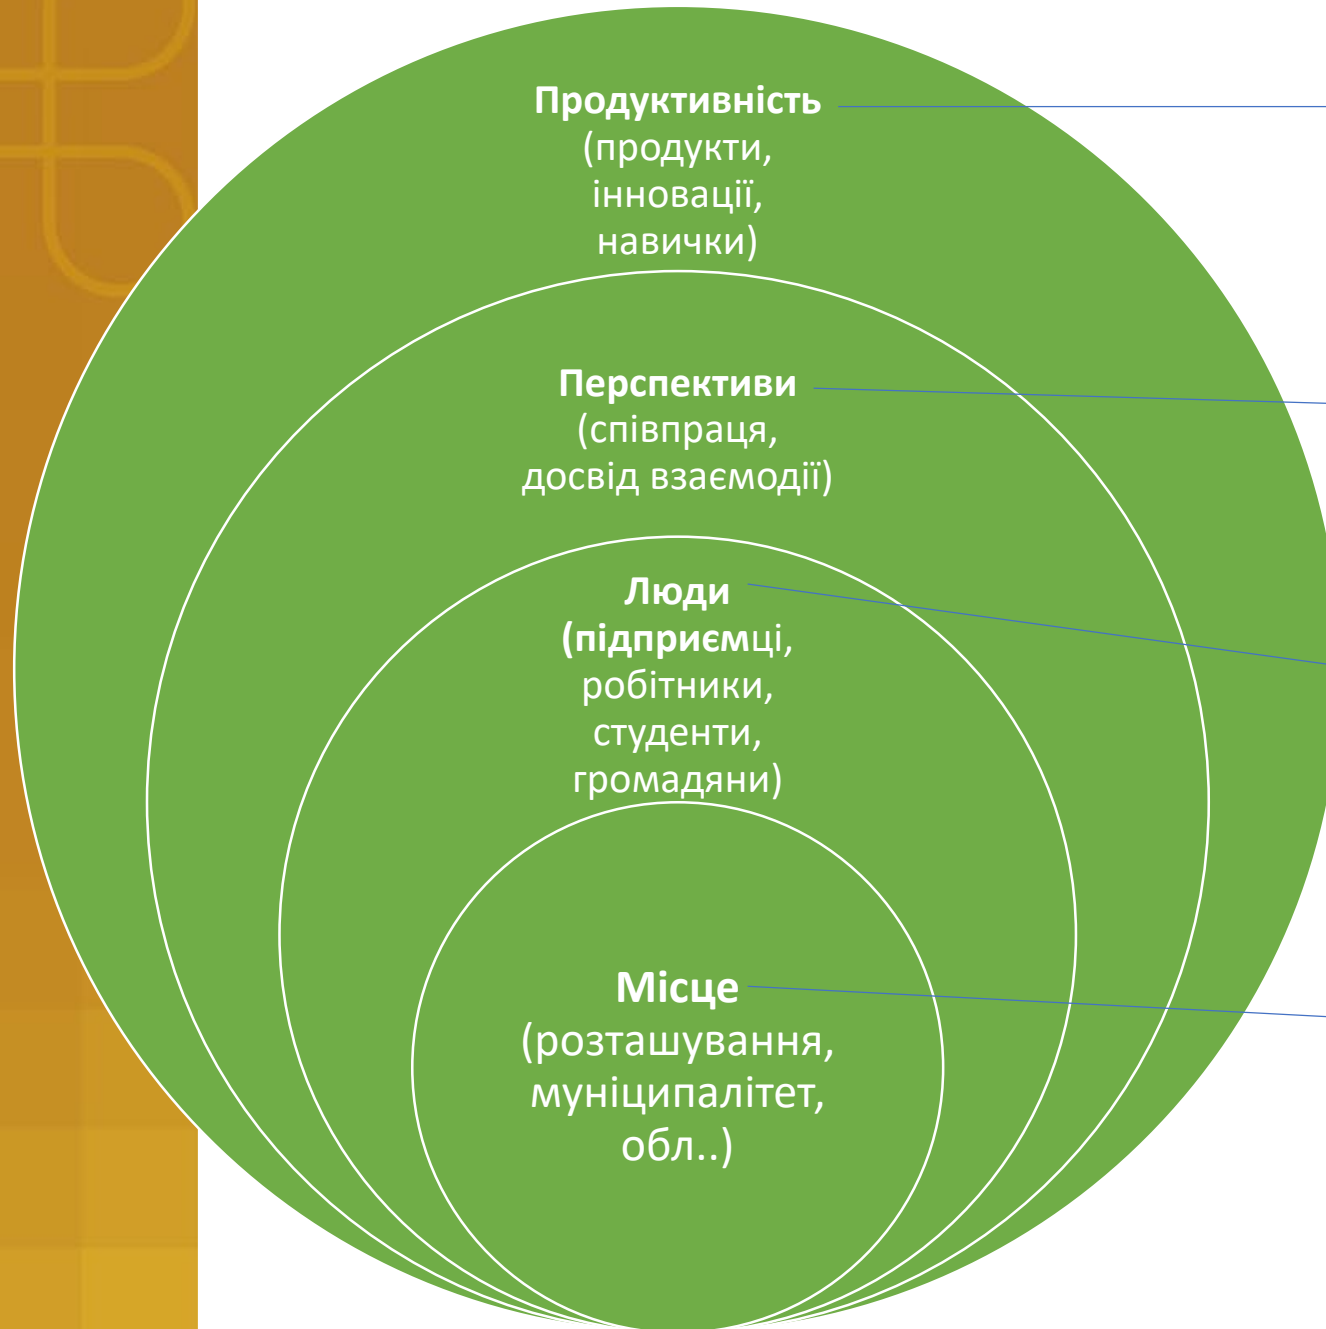 Продуктивність
(продукти,
інновації,
навички)
Перспективи
(співпраця,
досвід взаємодії)
Люди
(підприємці,
робітники,
студенти,
громадяни)
Місце
(розташування,
муніципалітет,
обл..)